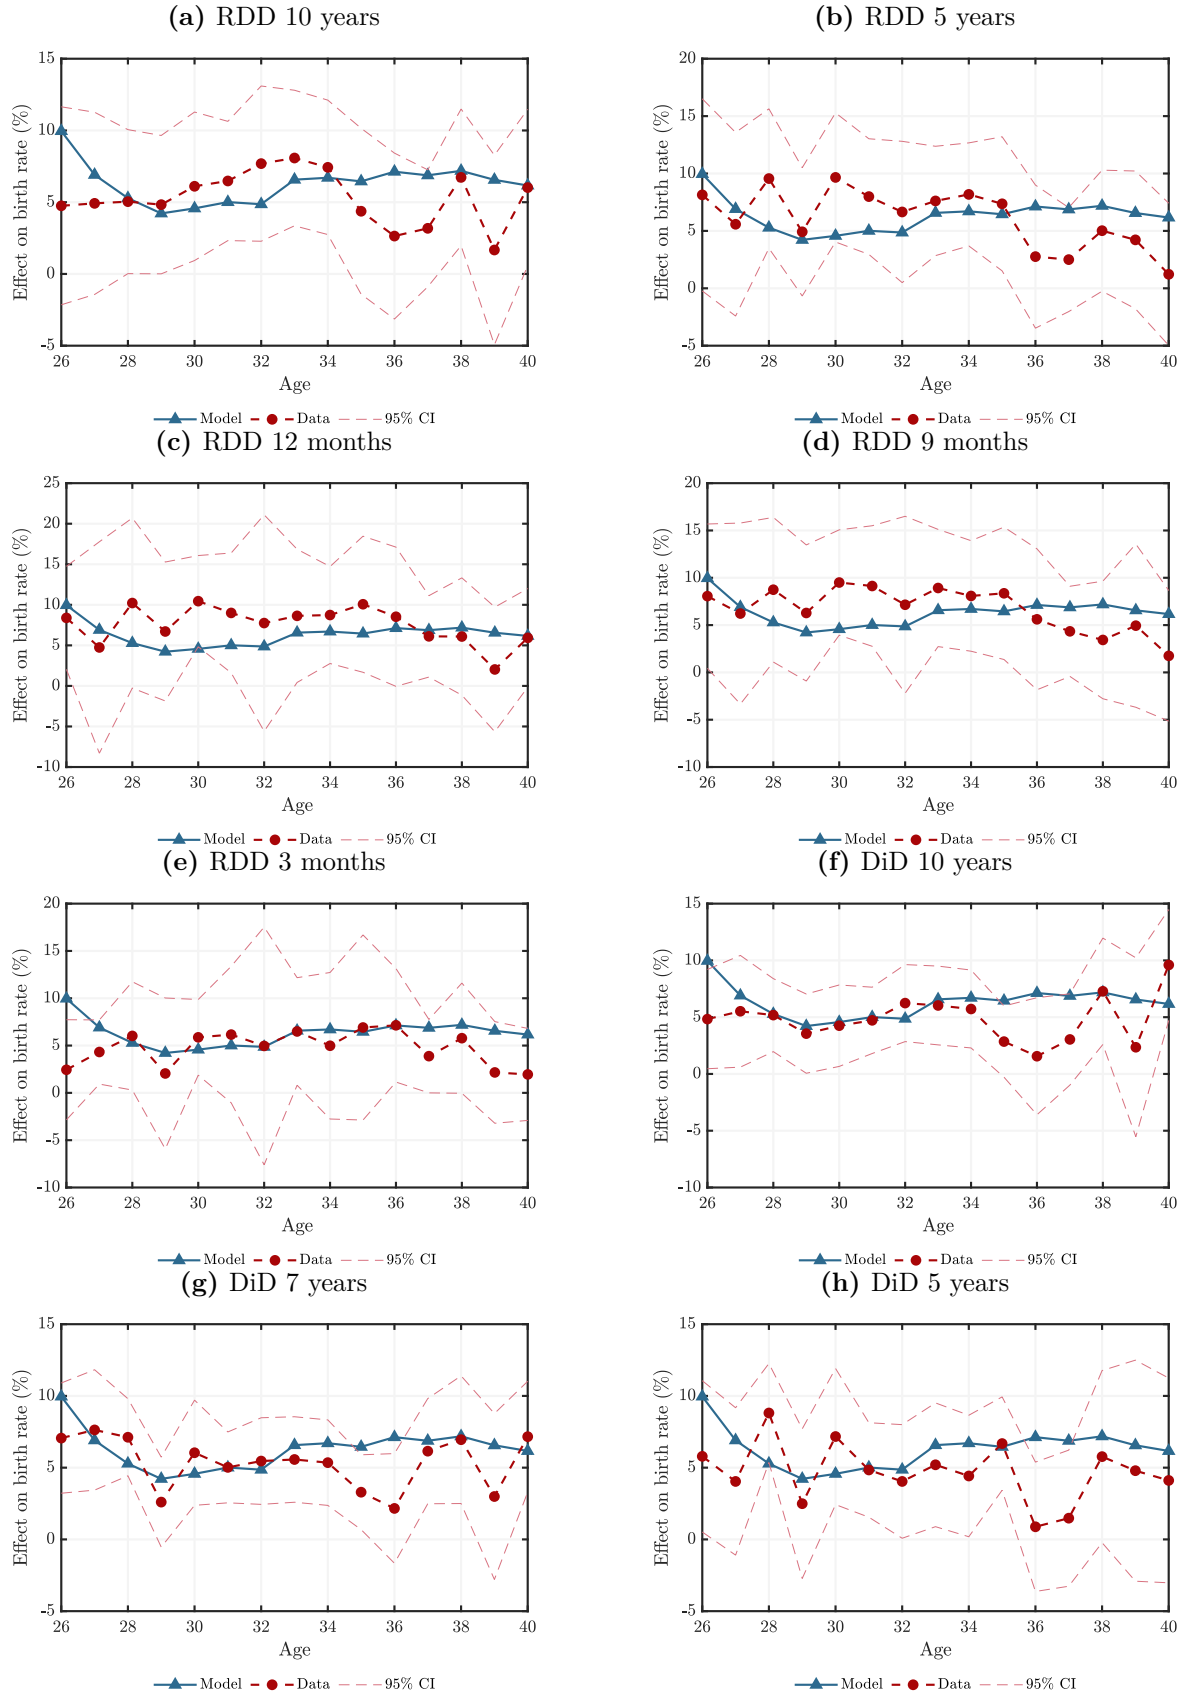 (a) RDD 10 years
Effect on birth rate (%)
15
10
5
0
-5
26 28 30 32 34 36 38 40
Age
Model Data 95% CI
(b) RDD 5 years
Effect on birth rate (%)
20
15
10
5
0
-5
26 28 30 32 34 36 38 40
Age
Model Data 95% CI
(c) RDD 12 months
Effect on birth rate (%)
25
20
15
10
5
0
-5
-10
26 28 30 32 34 36 38 40
Age
Model Data 95% CI
(d) RDD 9 months
Effect on birth rate (%)
20
15
10
5
0
-5
-10
26 28 30 32 34 36 38 40
Age
Model Data 95% CI
(e) RDD 3 months
Effect on birth rate (%)
20
15
10
5
0
-5
-10
26 28 30 32 34 36 38 40
Age
Model Data 95% CI
(f) DiD 10 years
Effect on birth rate (%)
15
10
5
0
-5
-10
26 28 30 32 34 36 38 40
Age
Model Data 95% CI
(g) DiD 7 years
Effect on birth rate (%)
15
10
5
0
-5
26 28 30 32 34 36 38 40
Age
Model Data 95% CI
(h) DiD 5 years
Effect on birth rate (%)
15
10
5
0
-5
26 28 30 32 34 36 38 40
Age
Model Data 95% CI